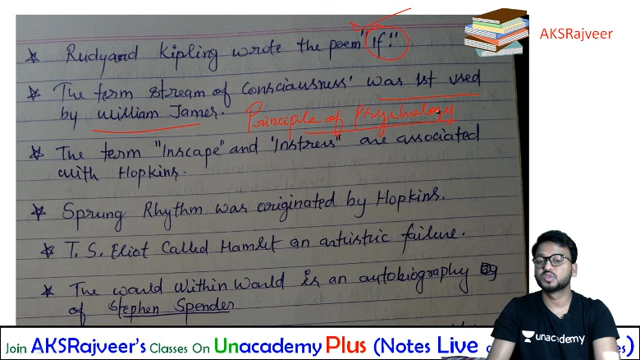 AKSRajveer
* Rudyard Kipling wrote the poem "If"
* The term stream of Consciousness' was 1st used
by William James. Principle of Psychology
* The term "Inscape" and "Instress" are associated
with Hopkins.
* Sprung Rhythm was originated by Hopkins.
* T. S. Eliot Called Hamlet an artistic failure.
* The World Within World is an autobiography
of Stephen Spender
unacademy
Join AKSRajveer's Classes On Unacademy Plus (Notes Live